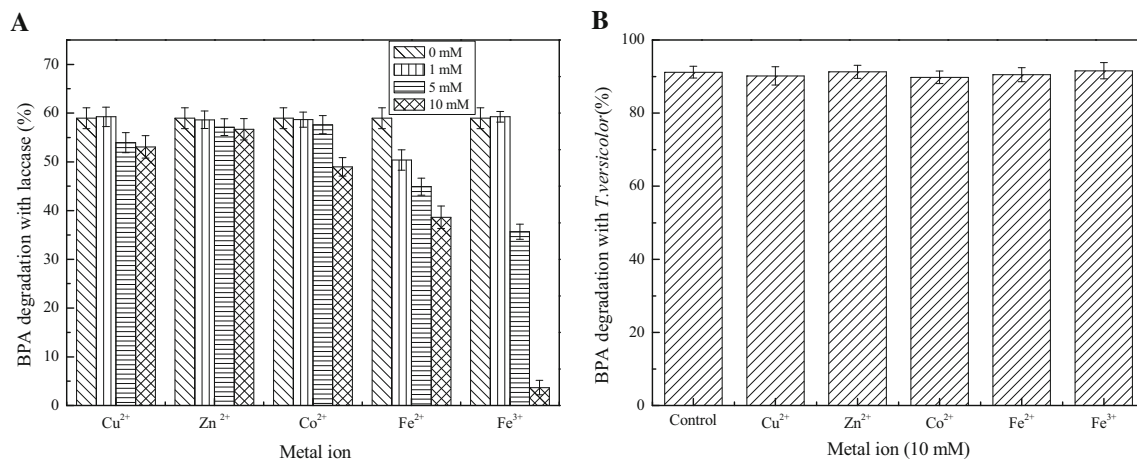 A
BPA degradation with laccase (%)
70
60
50
40
30
20
10
0
0 mM
1 mM
5 mM
10 mM
Cu²⁺ Zn²⁺ Co²⁺ Fe²⁺ Fe³⁺
Metal ion
B
BPA degradation with T.versicolor(%)
100
80
60
40
20
0
Control Cu²⁺ Zn²⁺ Co²⁺ Fe²⁺ Fe³⁺
Metal ion (10 mM)